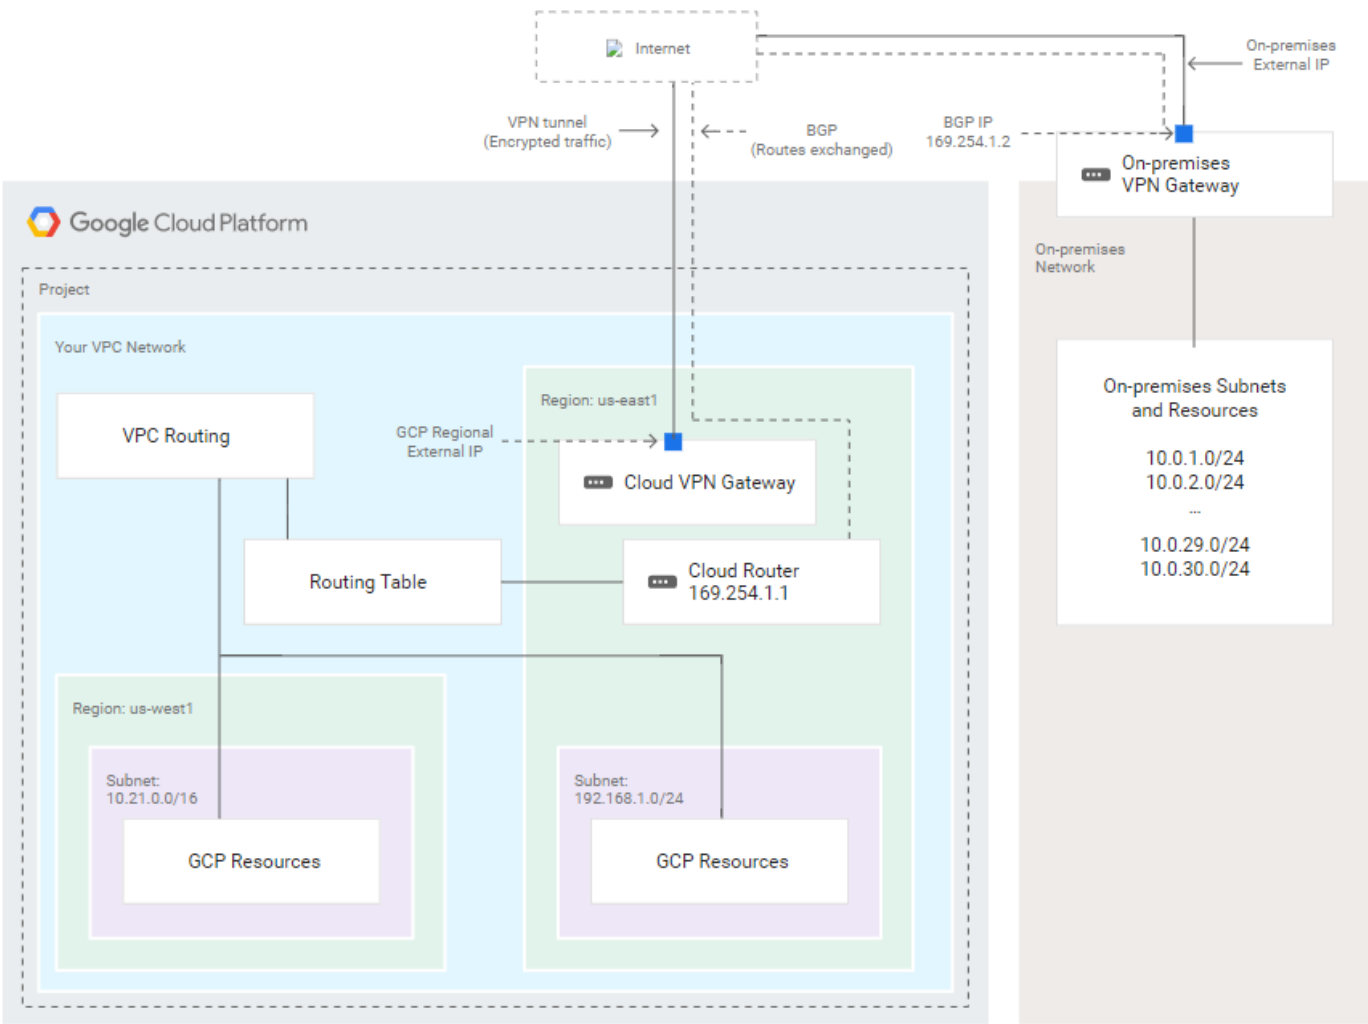 Internet
On-premises
External IP
VPN tunnel
(Encrypted traffic)
BGP
(Routes exchanged)
BGP IP
169.254.1.2
On-premises
VPN Gateway
Google Cloud Platform
On-premises
Network
Project
Your VPC Network
Region: us-east1
VPC Routing
GCP Regional
External IP
Cloud VPN Gateway
On-premises Subnets
and Resources
10.0.1.0/24
10.0.2.0/24
...
10.0.29.0/24
10.0.30.0/24
Routing Table
Cloud Router
169.254.1.1
Region: us-west1
Subnet:
10.21.0.0/16
GCP Resources
Subnet:
192.168.1.0/24
GCP Resources